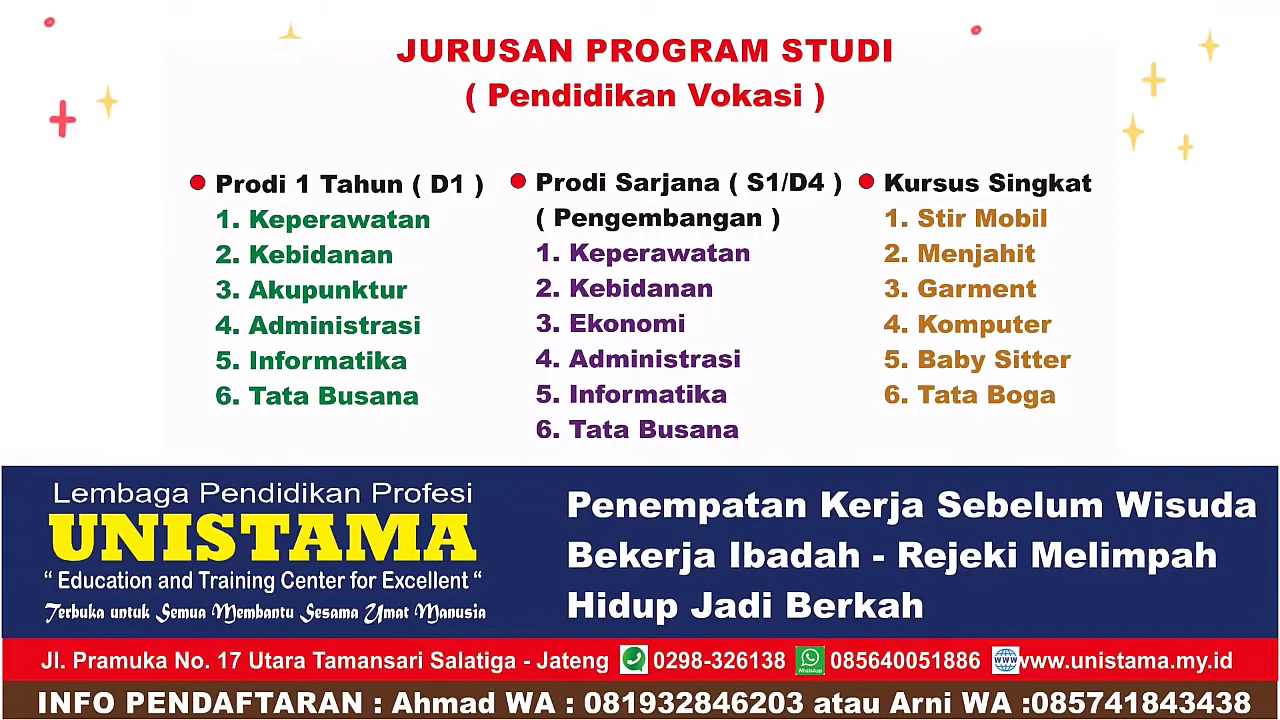 JURUSAN PROGRAM STUDI
( Pendidikan Vokasi )
Prodi 1 Tahun ( D1 )
1. Keperawatan
2. Kebidanan
3. Akupunktur
4. Administrasi
5. Informatika
6. Tata Busana
Prodi Sarjana ( S1/D4 )
( Pengembangan )
1. Keperawatan
2. Kebidanan
3. Ekonomi
4. Administrasi
5. Informatika
6. Tata Busana
Kursus Singkat
1. Stir Mobil
2. Menjahit
3. Garment
4. Komputer
5. Baby Sitter
6. Tata Boga
Lembaga Pendidikan Profesi
UNISTAMA
“ Education and Training Center for Excellent “
Terbuka untuk Semua Membantu Sesama Umat Manusia
Penempatan Kerja Sebelum Wisuda
Bekerja Ibadah - Rejeki Melimpah
Hidup Jadi Berkah
Jl. Pramuka No. 17 Utara Tamansari Salatiga - Jateng 0298-326138 WhatsApp 085640051886 www www.unistama.my.id
INFO PENDAFTARAN : Ahmad WA : 081932846203 atau Arni WA :085741843438